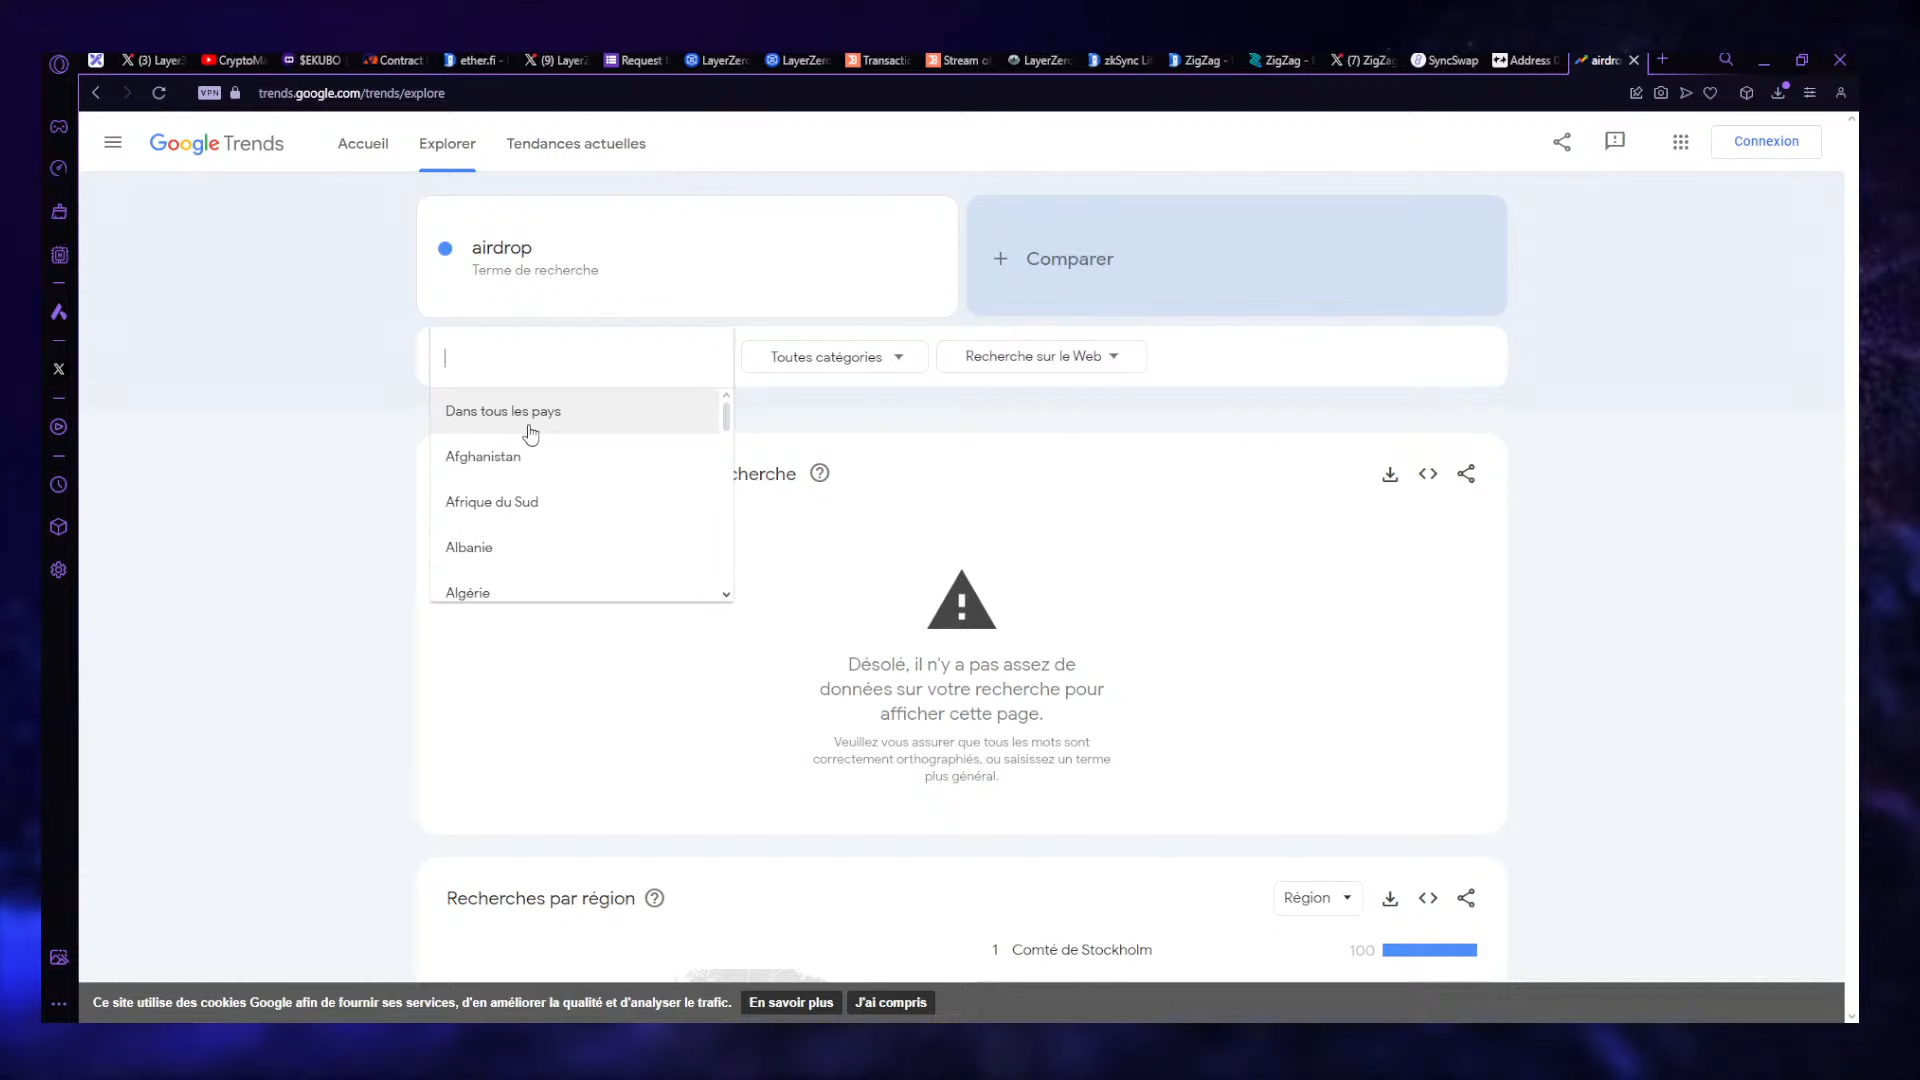 (3) Layer
CryptoM
$EKUBO
Contract
ether.fi -
(9) Layer
Request
LayerZer
LayerZer
Transactio
Stream o
LayerZer
zkSync Li
ZigZag -
ZigZag -
(7) ZigZa
SyncSwap
Address
airdro
VPN
trends.google.com/trends/explore
Google Trends
Accueil
Explorer
Tendances actuelles
Connexion
airdrop
Terme de recherche
+ Comparer
Toutes catégories
Recherche sur le Web
Dans tous les pays
Afghanistan
Afrique du Sud
Albanie
Algérie
cherche
Désolé, il n'y a pas assez de
données sur votre recherche pour
afficher cette page.
Veuillez vous assurer que tous les mots sont
correctement orthographiés, ou saisissez un terme
plus général.
Recherches par région
Région
1 Comté de Stockholm 100
Ce site utilise des cookies Google afin de fournir ses services, d'en améliorer la qualité et d'analyser le trafic.
En savoir plus
J'ai compris